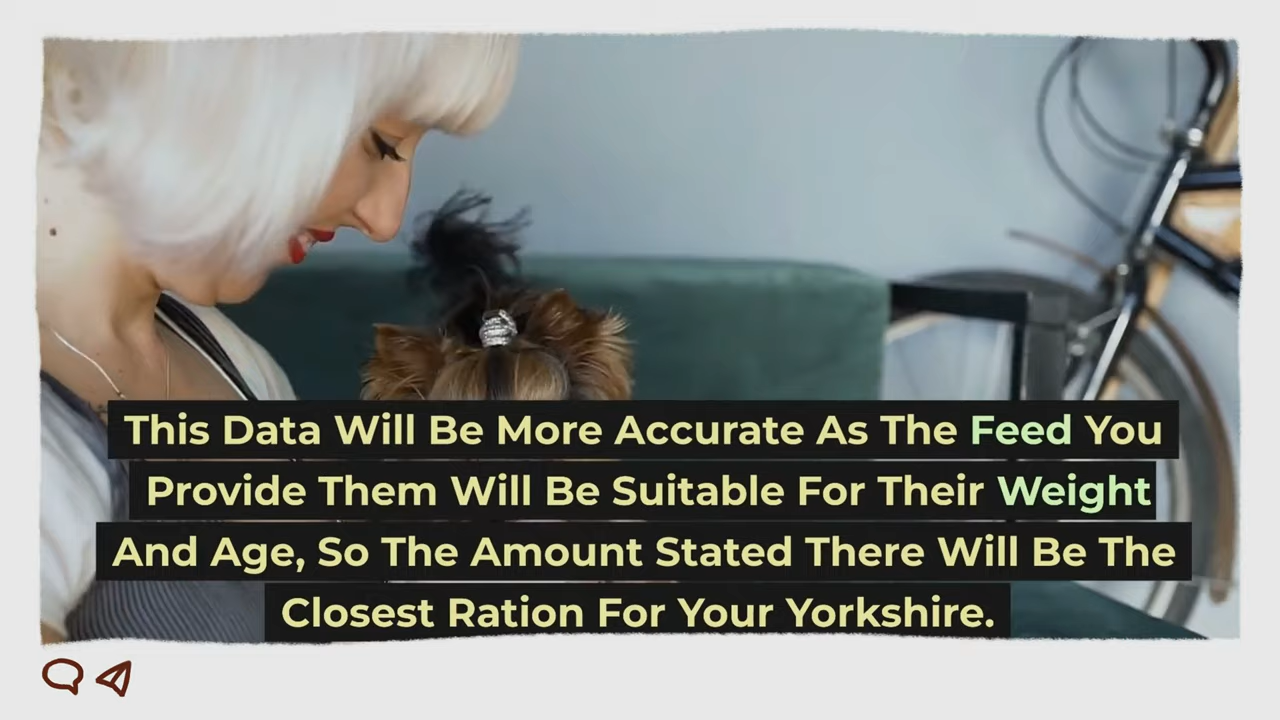 This Data Will Be More Accurate As The Feed You
Provide Them Will Be Suitable For Their Weight
And Age, So The Amount Stated There Will Be The
Closest Ration For Your Yorkshire.